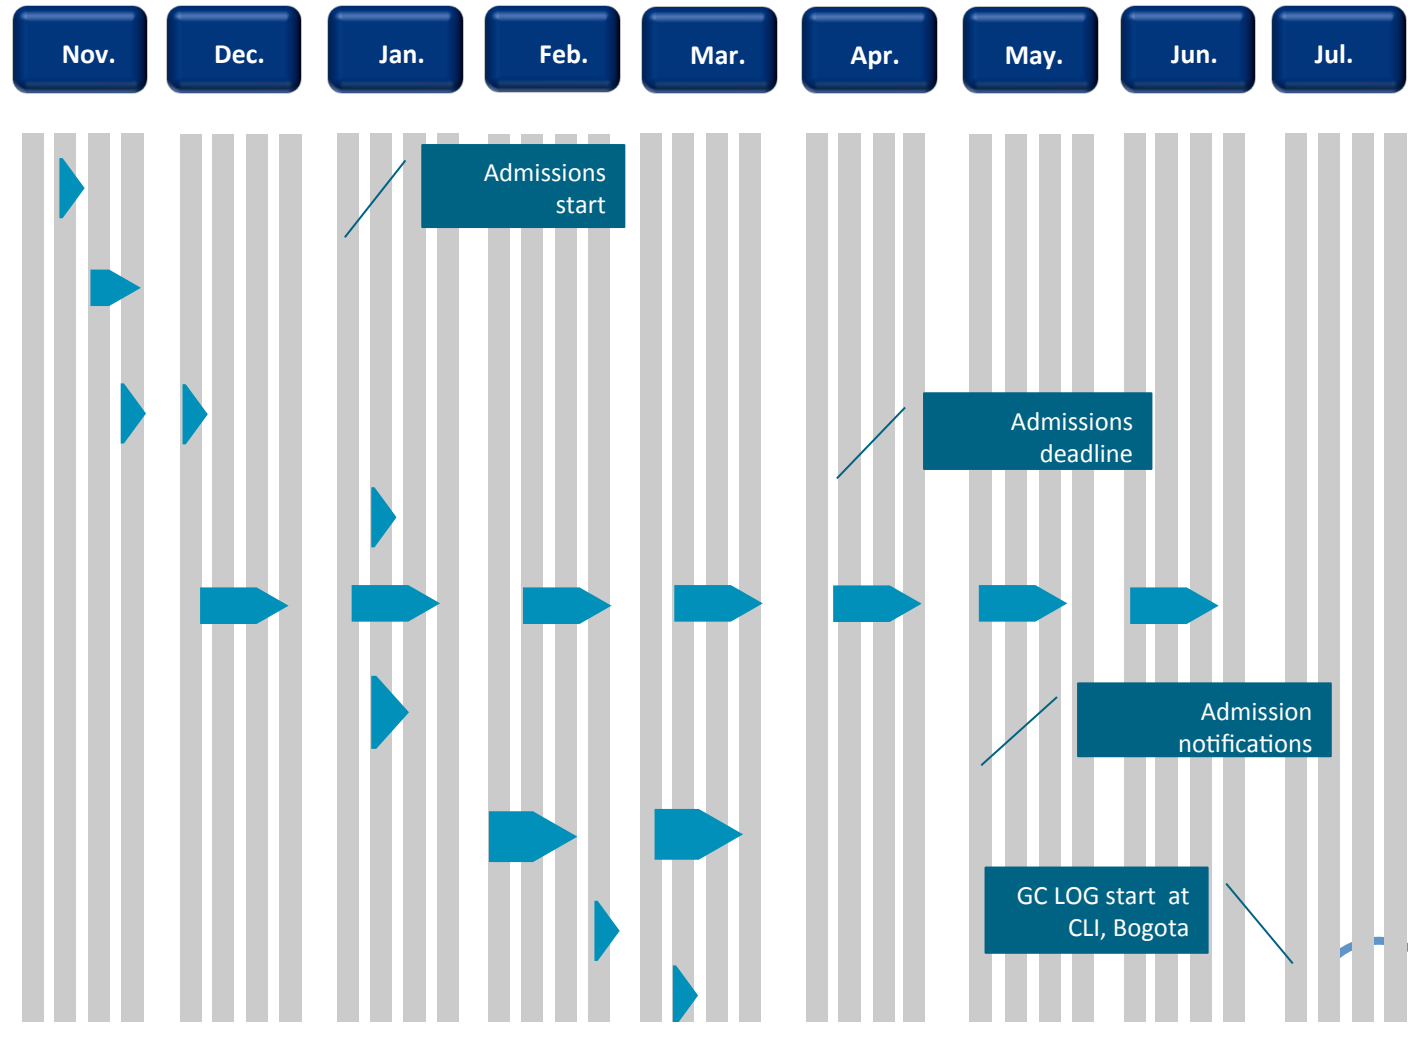 Nov.
Dec.
Jan.
Feb.
Mar.
Apr.
May.
Jun.
Jul.
Admissions
start
Admissions
deadline
Admission
notifications
GC LOG start at
CLI, Bogota